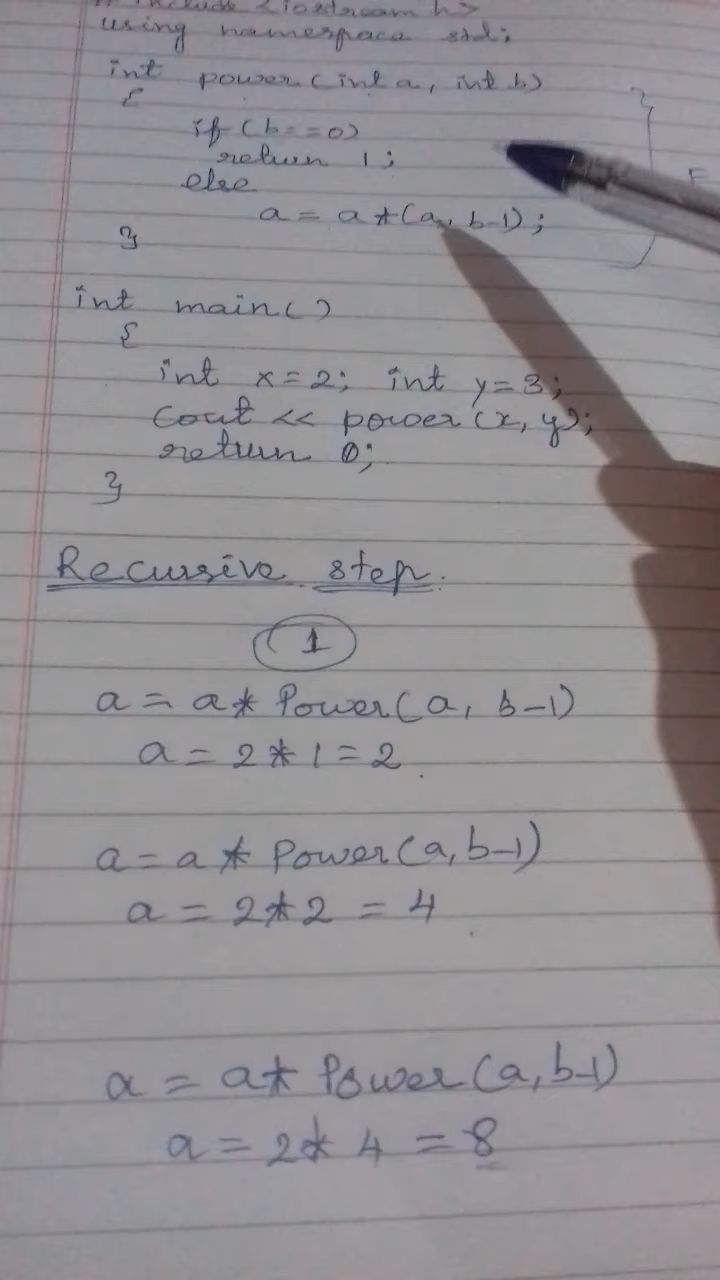 # include <iostream.h>
using namespace std;
int power(int a, int b)
{
if(b==0)
return 1;
else
a = a*(a, b-1);
}
int main()
{
int x=2; int y=3;
cout << power(x, y);
return 0;
}
Recursive step.
1
a = a* Power(a, b-1)
a = 2*1=2
a = a* Power(a, b-1)
a = 2*2 = 4
a = a* Power(a, b-1)
a = 2* 4 = 8